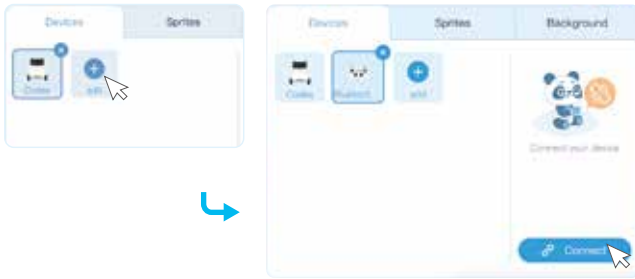 Devices
Sprites
Codey
add
Devices
Sprites
Background
Codey
add
Connect your device
Connect